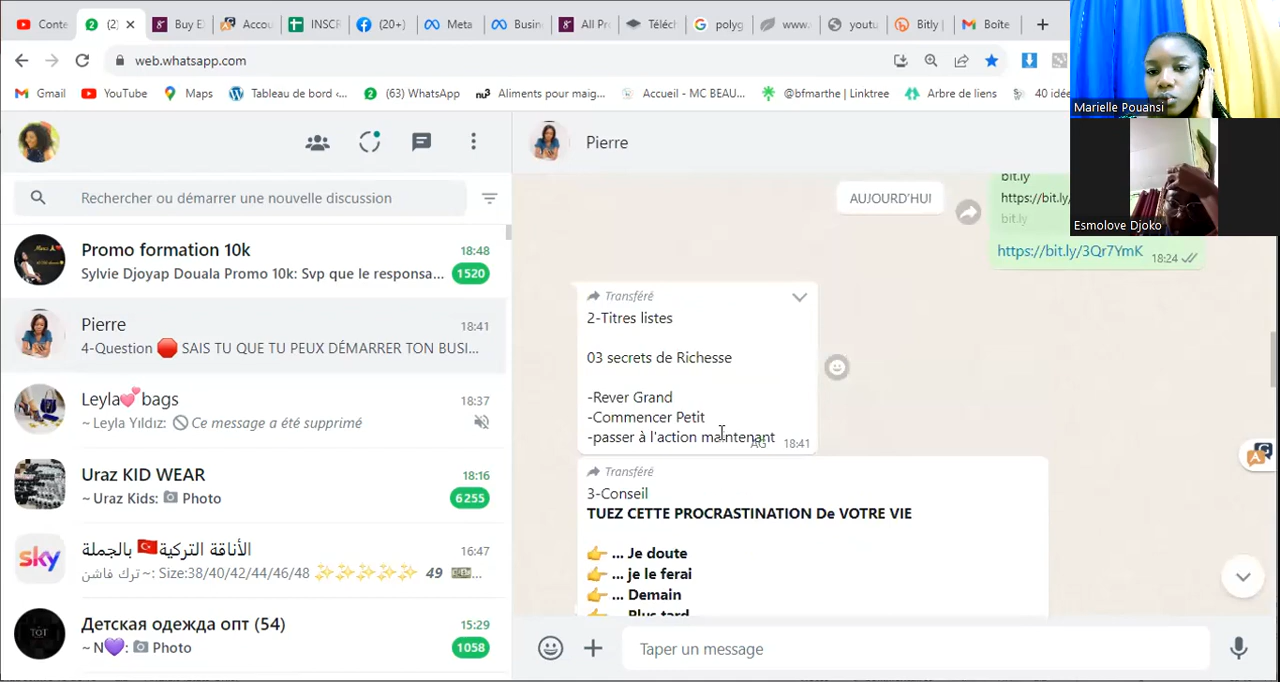 Conte
(2)
Buy E
Accou
INSCR
(20+)
Meta
Busin
All Pr
Téléch
polyg
www.
youtu
Bitly |
Boîte
web.whatsapp.com
Gmail
YouTube
Maps
Tableau de bord ‹...
(63) WhatsApp
Aliments pour maig...
Accueil - MC BEAU...
@bfmarthe | Linktree
Arbre de liens
40 idée
Marielle Pouansi
Esmolove Djoko
Rechercher ou démarrer une nouvelle discussion
Promo formation 10k
18:48
Sylvie Djoyap Douala Promo 10k: Svp que le responsa...
1520
Pierre
18:41
4-Question 🛑 SAIS TU QUE TU PEUX DÉMARRER TON BUSI...
Leyla💕bags
18:37
~ Leyla Yıldız: Ce message a été supprimé
Uraz KID WEAR
18:16
~ Uraz Kids: Photo
6255
sky
الأناقة التركية🇹🇷 بالجملة
16:47
ترك فاشن ~: Size:38/40/42/44/46/48 ✨✨✨✨✨ 49 💵...
TOT
Детская одежда опт (54)
15:29
~ N💜: Photo
1058
Pierre
AUJOURD'HUI
bit.ly
https://b
bit.ly
https://bit.ly/3Qr7YmK
18:24
Transféré
2-Titres listes
03 secrets de Richesse
-Rever Grand
-Commencer Petit
-passer à l'action maintenant
18:41
Transféré
3-Conseil
TUEZ CETTE PROCRASTINATION De VOTRE VIE
👉 ... Je doute
👉 ... je le ferai
👉 ... Demain
👉 ... Plus tard
Taper un message